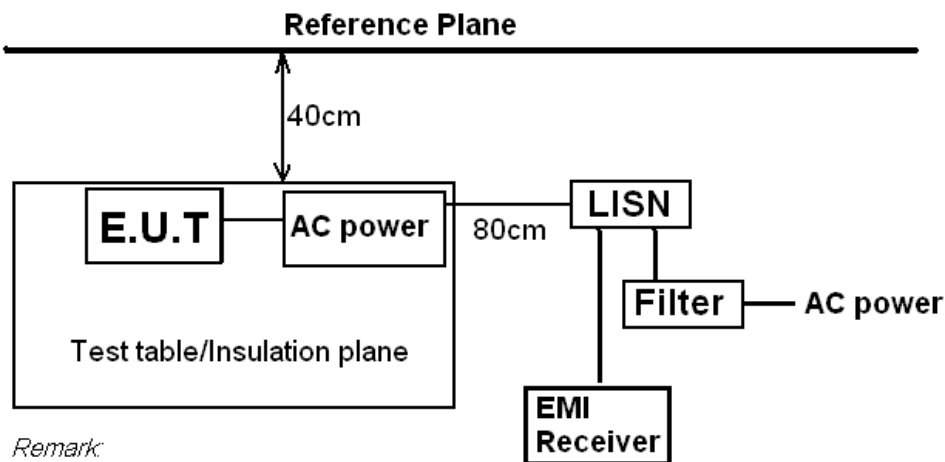 Reference Plane
40cm
E.U.T
AC power
80cm
LISN
Filter
AC power
Test table/Insulation plane
EMI
Receiver
Remark: